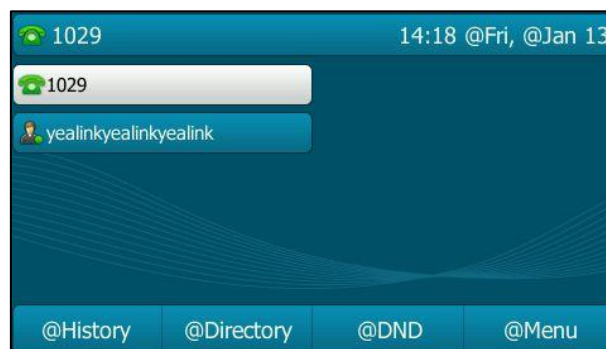 1029 14:18 @Fri, @Jan 13
1029
yealinkyealinkyealink
@History @Directory @DND @Menu